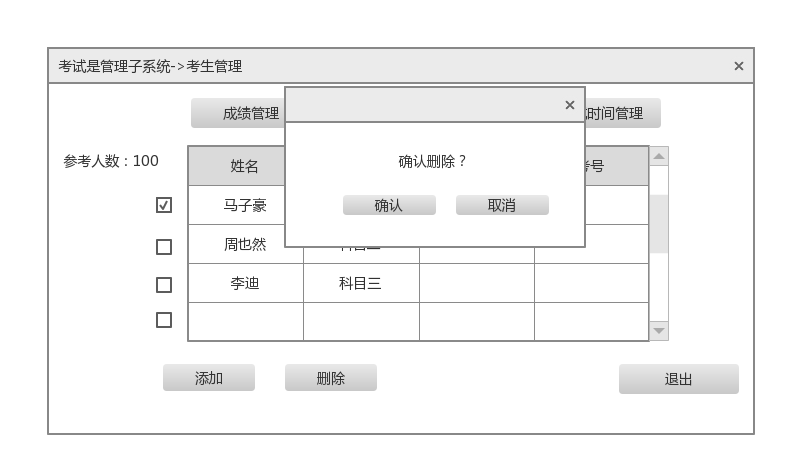 考试是管理子系统->考生管理
成绩管理 时间管理
参考人数：100
姓名 号
确认删除？
确认 取消
马子豪
周也然
李迪 科目三
添加 删除 退出